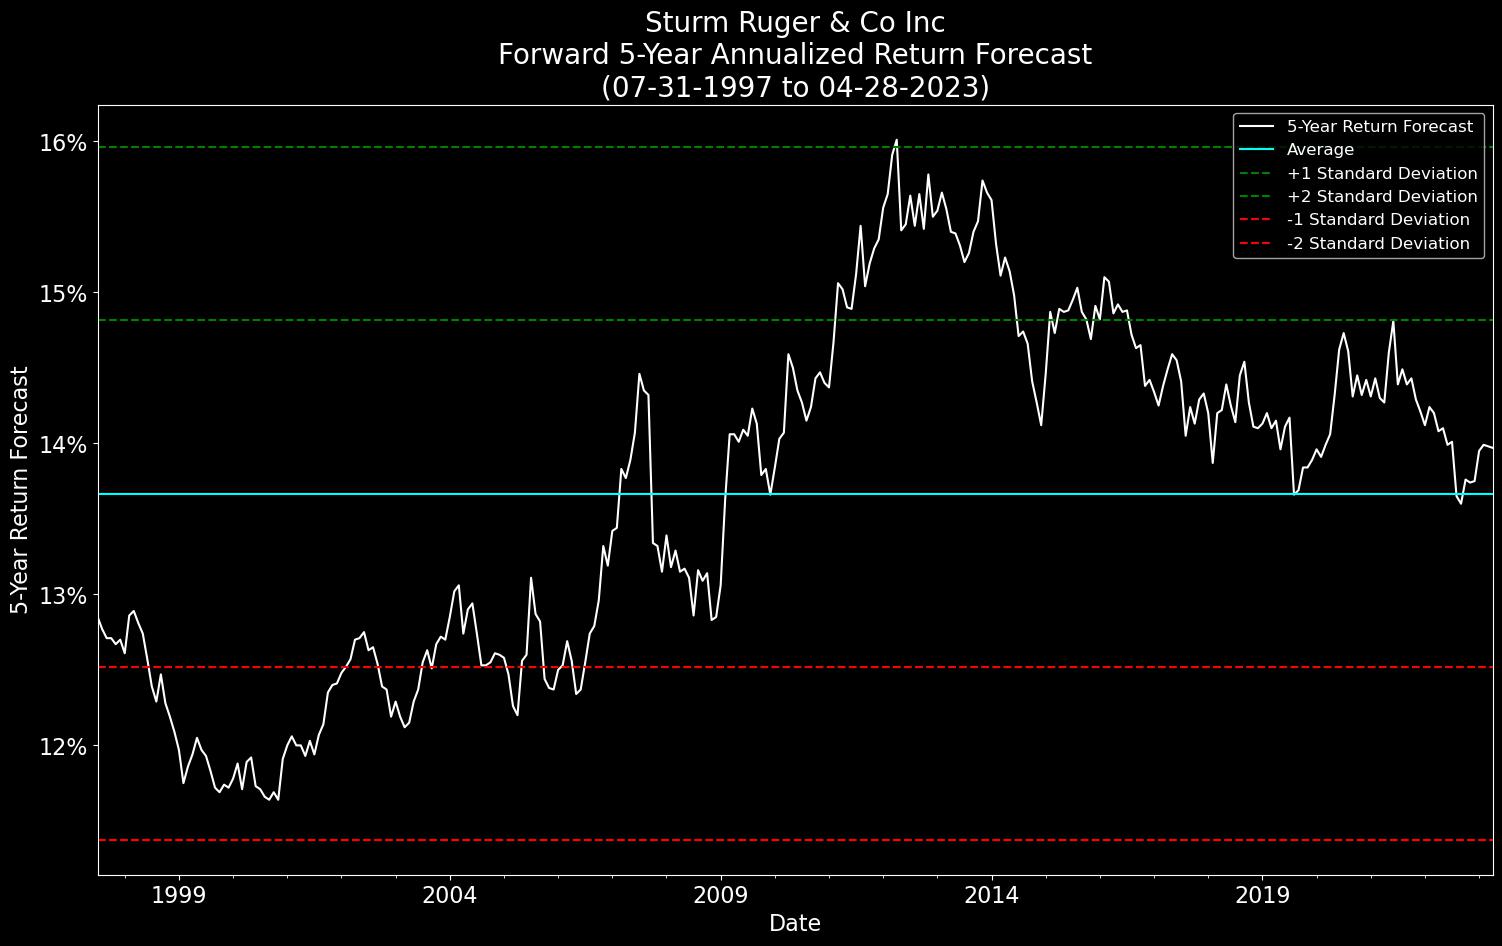 Sturm Ruger & Co Inc
Forward 5-Year Annualized Return Forecast
(07-31-1997 to 04-28-2023)
16%
15%
14%
13%
12%
5-Year Return Forecast
5-Year Return Forecast
Average
+1 Standard Deviation
+2 Standard Deviation
-1 Standard Deviation
-2 Standard Deviation
1999
2004
2009
2014
2019
Date